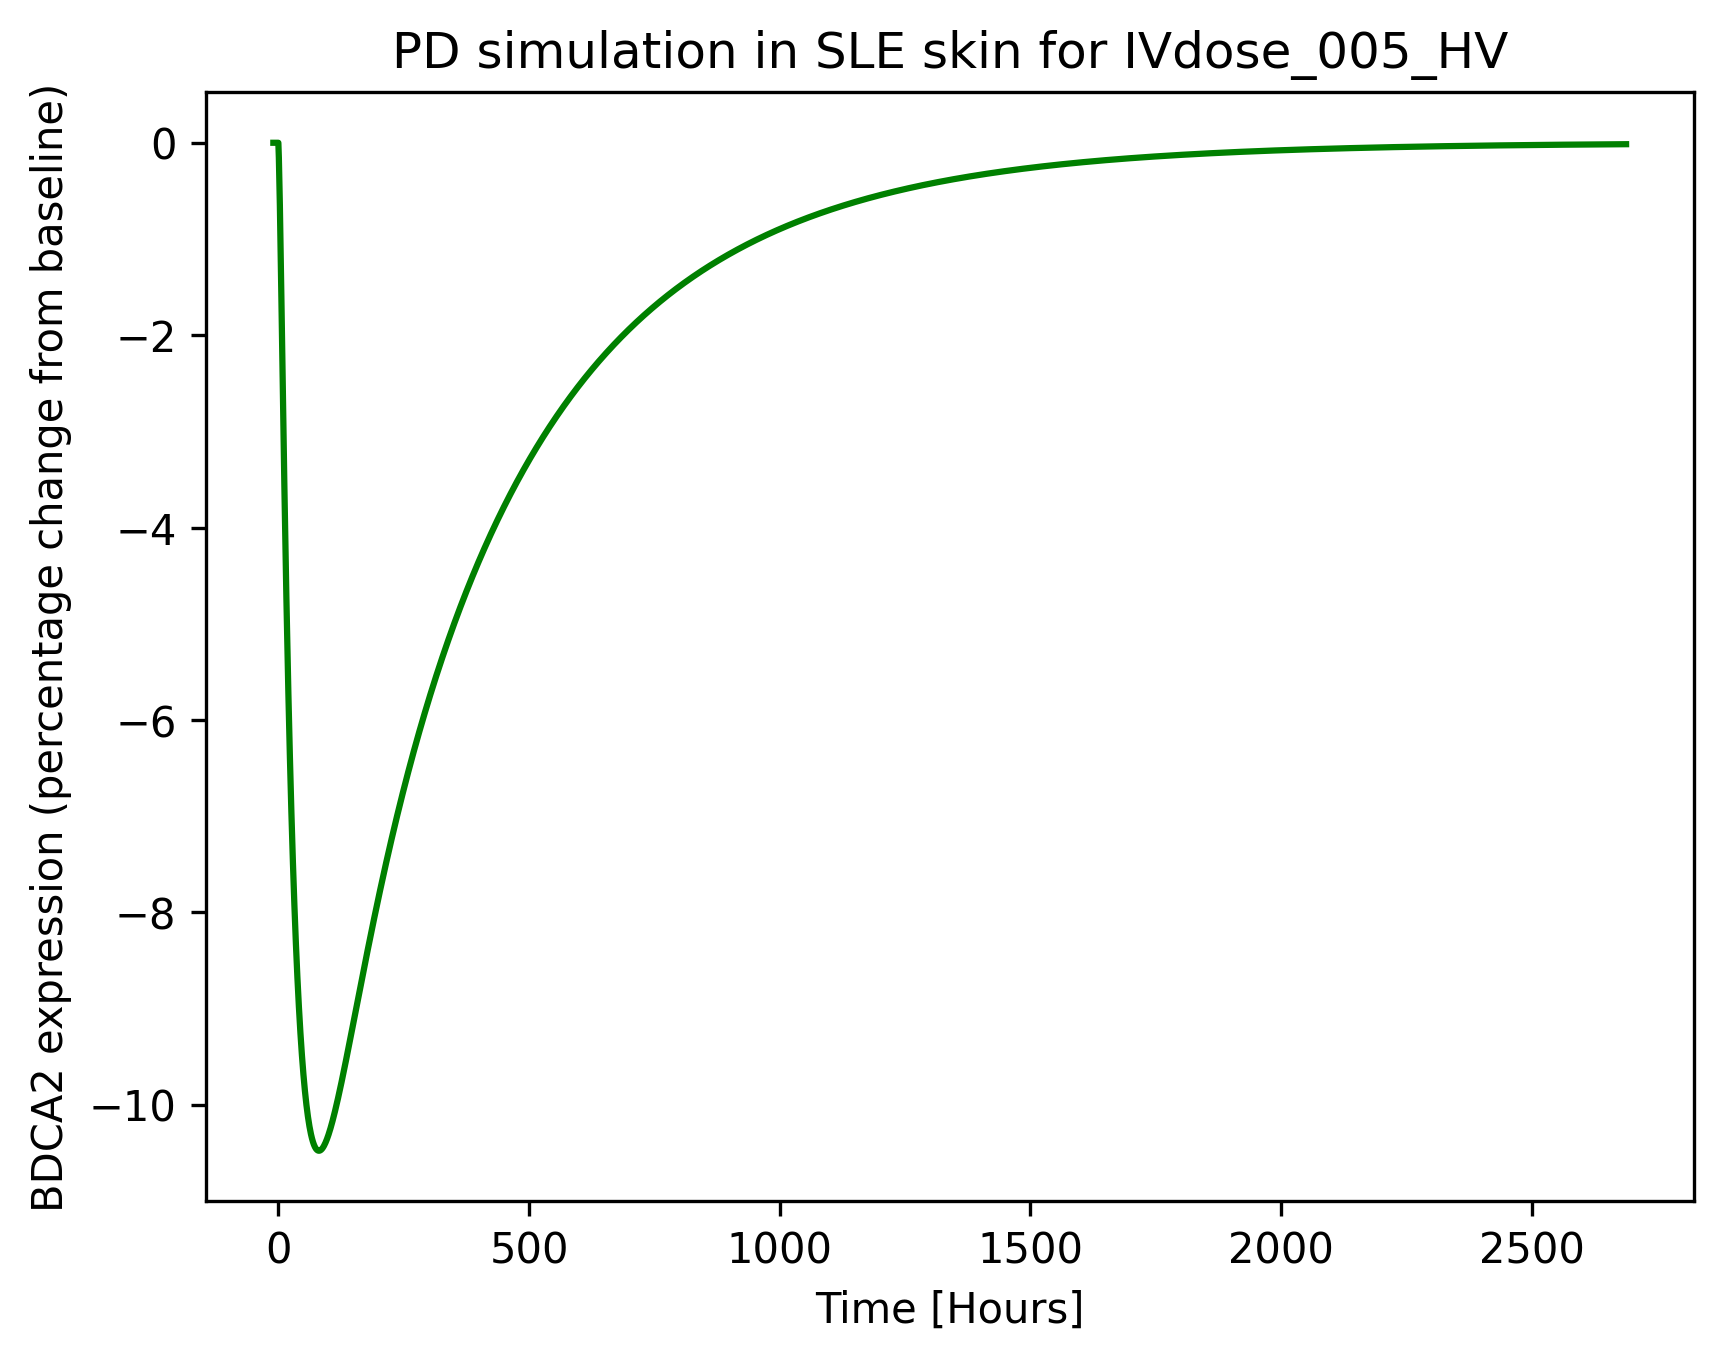 PD simulation in SLE skin for IVdose_005_HV
BDCA2 expression (percentage change from baseline)
0
−2
−4
−6
−8
−10
0 500 1000 1500 2000 2500
Time [Hours]